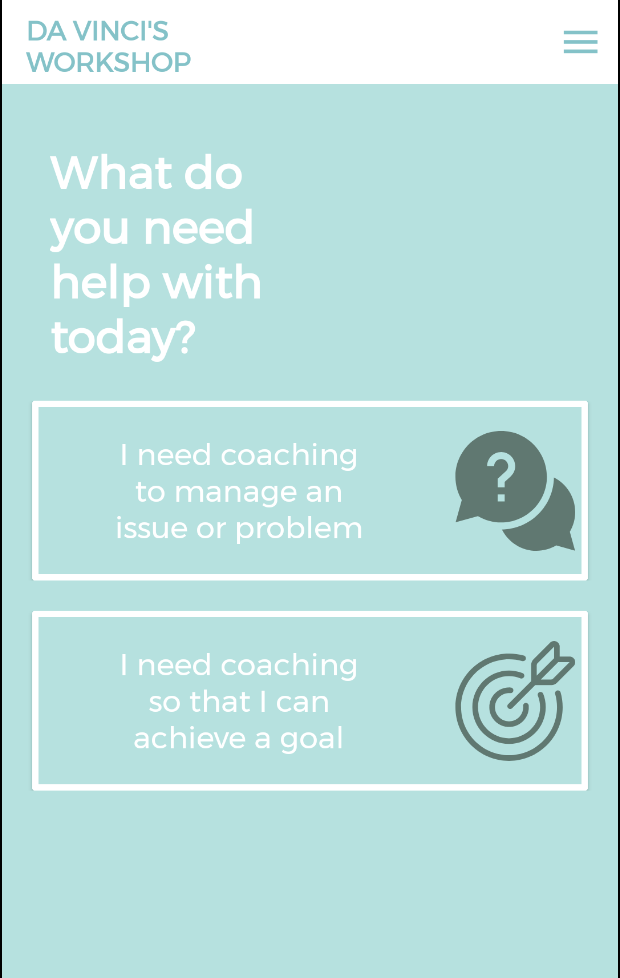 DA VINCI'S
WORKSHOP
What do
you need
help with
today?
I need coaching
to manage an
issue or problem
?
I need coaching
so that I can
achieve a goal